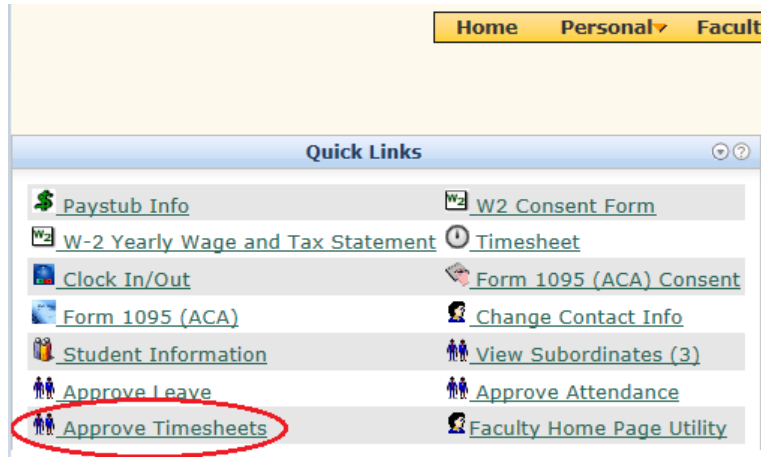 Home Personal Facult
Quick Links
Paystub Info W2 Consent Form
W-2 Yearly Wage and Tax Statement Timesheet
Clock In/Out Form 1095 (ACA) Consent
Form 1095 (ACA) Change Contact Info
Student Information View Subordinates (3)
Approve Leave Approve Attendance
Approve Timesheets Faculty Home Page Utility